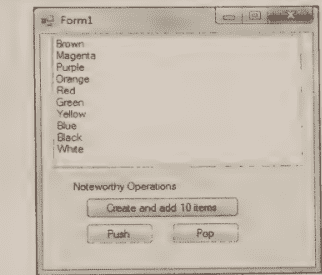 Form1
Brown
Magenta
Purple
Orange
Red
Green
Yellow
Blue
Black
White
Noteworthy Operations
Create and add 10 items
Push
Pop